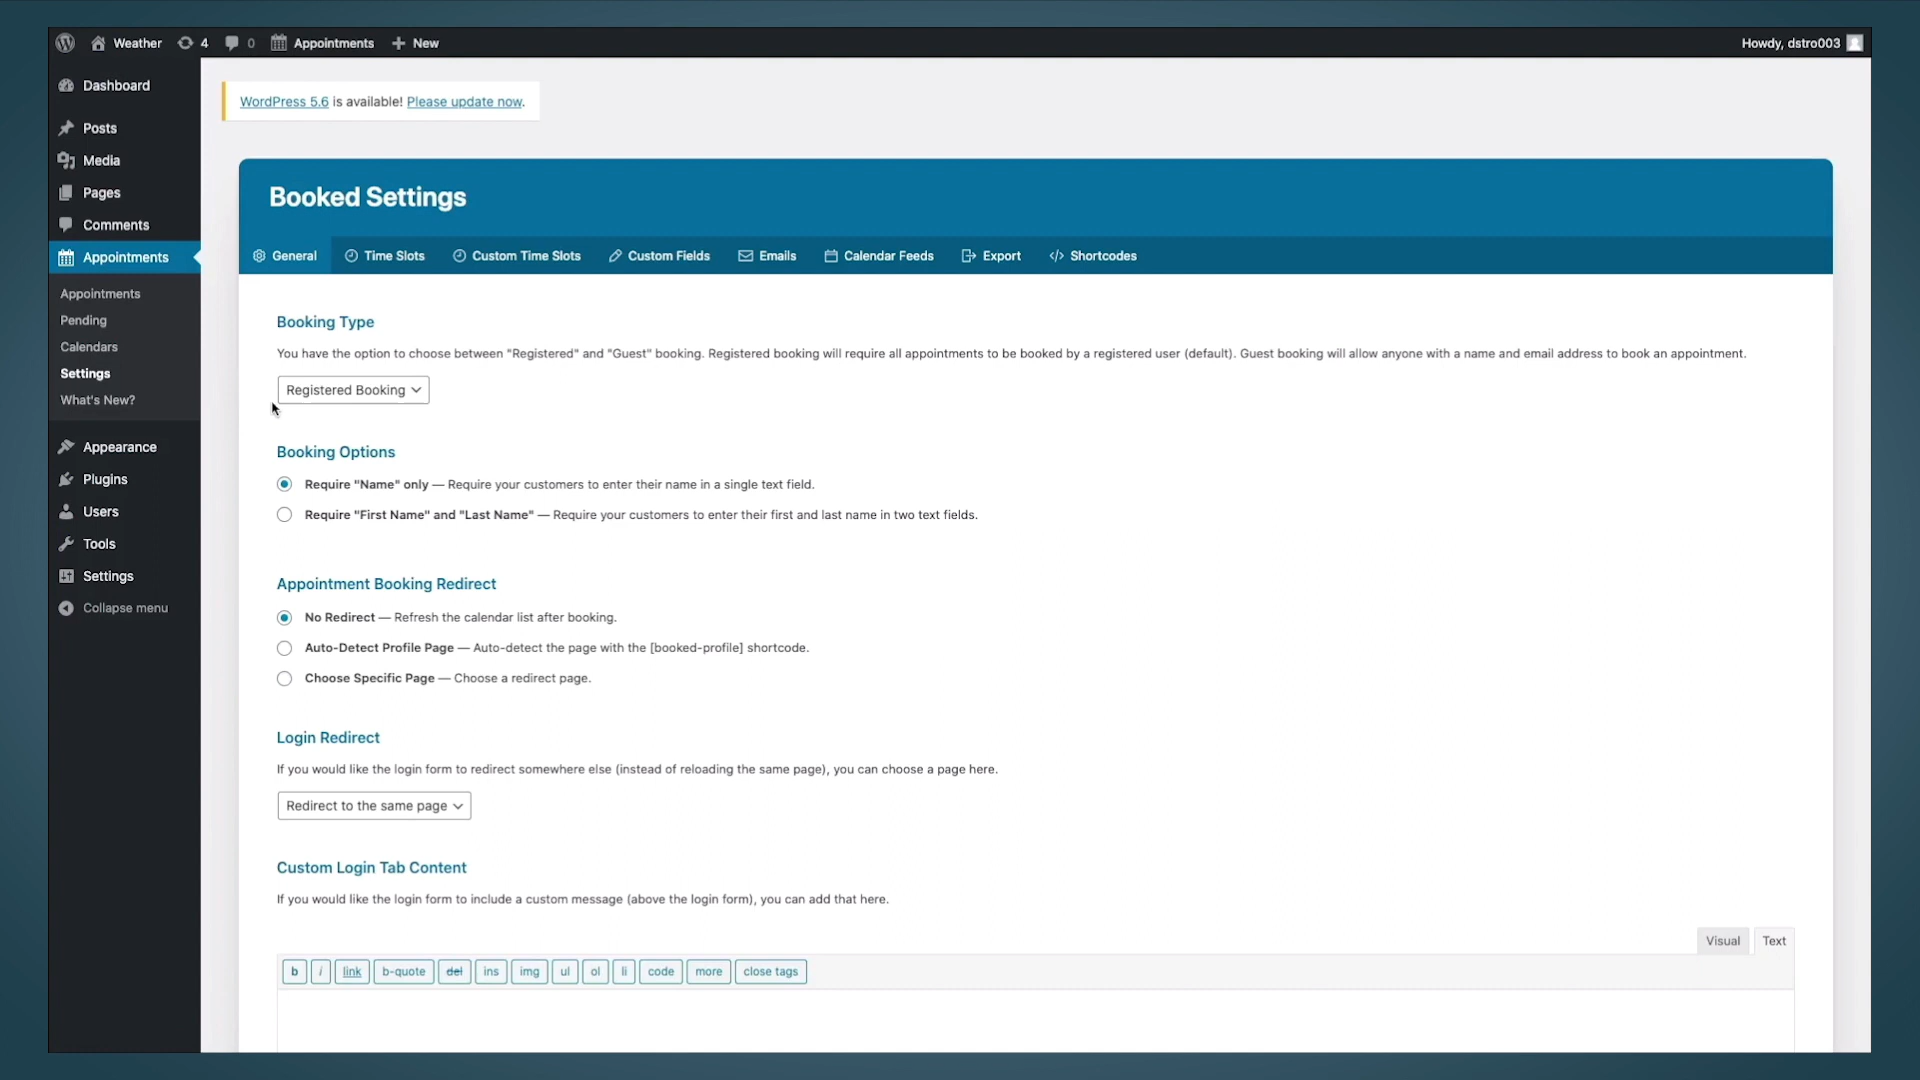 Weather
4
0
Appointments
New
Howdy, dstro003
Dashboard
Posts
Media
Pages
Comments
Appointments
Appointments
Pending
Calendars
Settings
What's New?
Appearance
Plugins
Users
Tools
Settings
Collapse menu
WordPress 5.6 is available! Please update now.
Booked Settings
General
Time Slots
Custom Time Slots
Custom Fields
Emails
Calendar Feeds
Export
</> Shortcodes
Booking Type
You have the option to choose between "Registered" and "Guest" booking. Registered booking will require all appointments to be booked by a registered user (default). Guest booking will allow anyone with a name and email address to book an appointment.
Registered Booking
Booking Options
Require "Name" only — Require your customers to enter their name in a single text field.
Require "First Name" and "Last Name" — Require your customers to enter their first and last name in two text fields.
Appointment Booking Redirect
No Redirect — Refresh the calendar list after booking.
Auto-Detect Profile Page — Auto-detect the page with the [booked-profile] shortcode.
Choose Specific Page — Choose a redirect page.
Login Redirect
If you would like the login form to redirect somewhere else (instead of reloading the same page), you can choose a page here.
Redirect to the same page
Custom Login Tab Content
If you would like the login form to include a custom message (above the login form), you can add that here.
Visual
Text
b
i
link
b-quote
del
ins
img
ul
ol
li
code
more
close tags